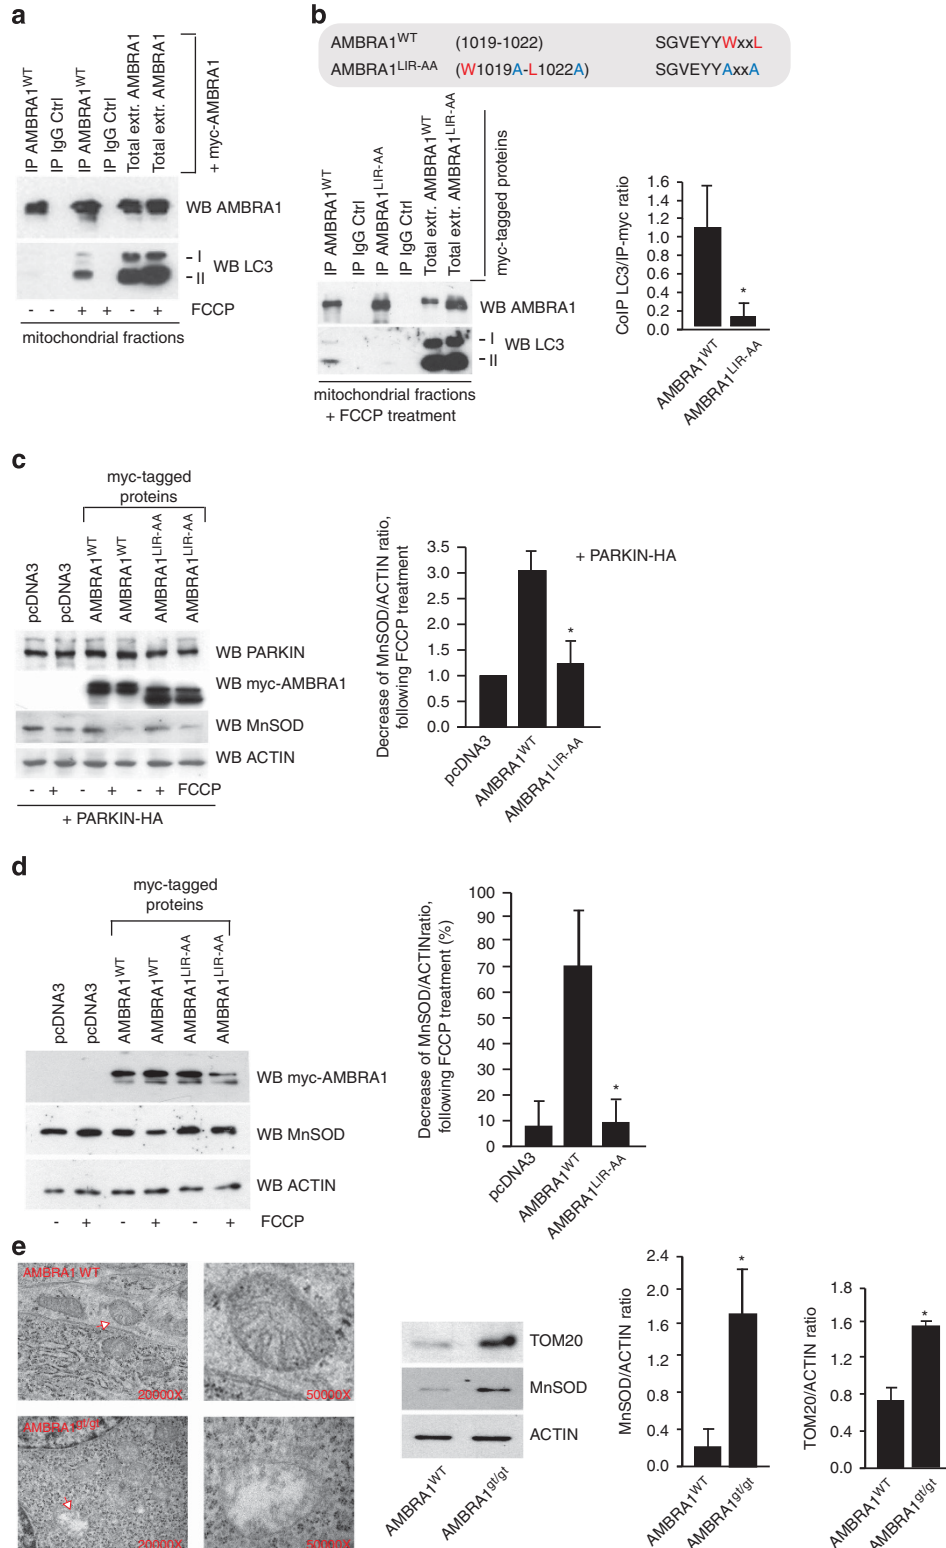 a
IP AMBRA1WT
IP IgG Ctrl
IP AMBRA1WT
IP IgG Ctrl
Total extr. AMBRA1
Total extr. AMBRA1
+ myc-AMBRA1
WB AMBRA1
- I
- II
WB LC3
- - + + - + FCCP
mitochondrial fractions
b
AMBRA1WT (1019-1022) SGVEYYWxxL
AMBRA1LIR-AA (W1019A-L1022A) SGVEYYAxxA
IP AMBRA1WT
IP IgG Ctrl
IP AMBRA1LIR-AA
IP IgG Ctrl
Total extr. AMBRA1WT
Total extr. AMBRA1LIR-AA
myc-tagged proteins
WB AMBRA1
- I
- II
WB LC3
mitochondrial fractions
+ FCCP treatment
CoIP LC3/IP-myc ratio
1.6
1.4
1.2
1.0
0.8
0.6
0.4
0.2
0.0
*
AMBRA1WT
AMBRA1LIR-AA
c
myc-tagged
proteins
pcDNA3
pcDNA3
AMBRA1WT
AMBRA1WT
AMBRA1LIR-AA
AMBRA1LIR-AA
WB PARKIN
WB myc-AMBRA1
WB MnSOD
WB ACTIN
- + - + - + FCCP
+ PARKIN-HA
Decrease of MnSOD/ACTIN ratio,
following FCCP treatment
3.5
3.0
2.5
2.0
1.5
1.0
0.5
0.0
+ PARKIN-HA
*
pcDNA3
AMBRA1WT
AMBRA1LIR-AA
d
myc-tagged
proteins
pcDNA3
pcDNA3
AMBRA1WT
AMBRA1WT
AMBRA1LIR-AA
AMBRA1LIR-AA
WB myc-AMBRA1
WB MnSOD
WB ACTIN
- + - + - + FCCP
Decrease of MnSOD/ACTINratio,
following FCCP treatment (%)
100
90
80
70
60
50
40
30
20
10
0
*
pcDNA3
AMBRA1WT
AMBRA1LIR-AA
e
AMBRA1 WT
20000X
50000X
AMBRA1gt/gt
20000X
50000X
TOM20
MnSOD
ACTIN
AMBRA1WT
AMBRA1gt/gt
MnSOD/ACTIN ratio
2.4
2.0
1.6
1.2
0.8
0.4
0.0
*
AMBRA1WT
AMBRA1gt/gt
TOM20/ACTIN ratio
1.8
1.6
1.2
0.8
0.4
0.0
*
AMBRA1WT
AMBRA1gt/gt